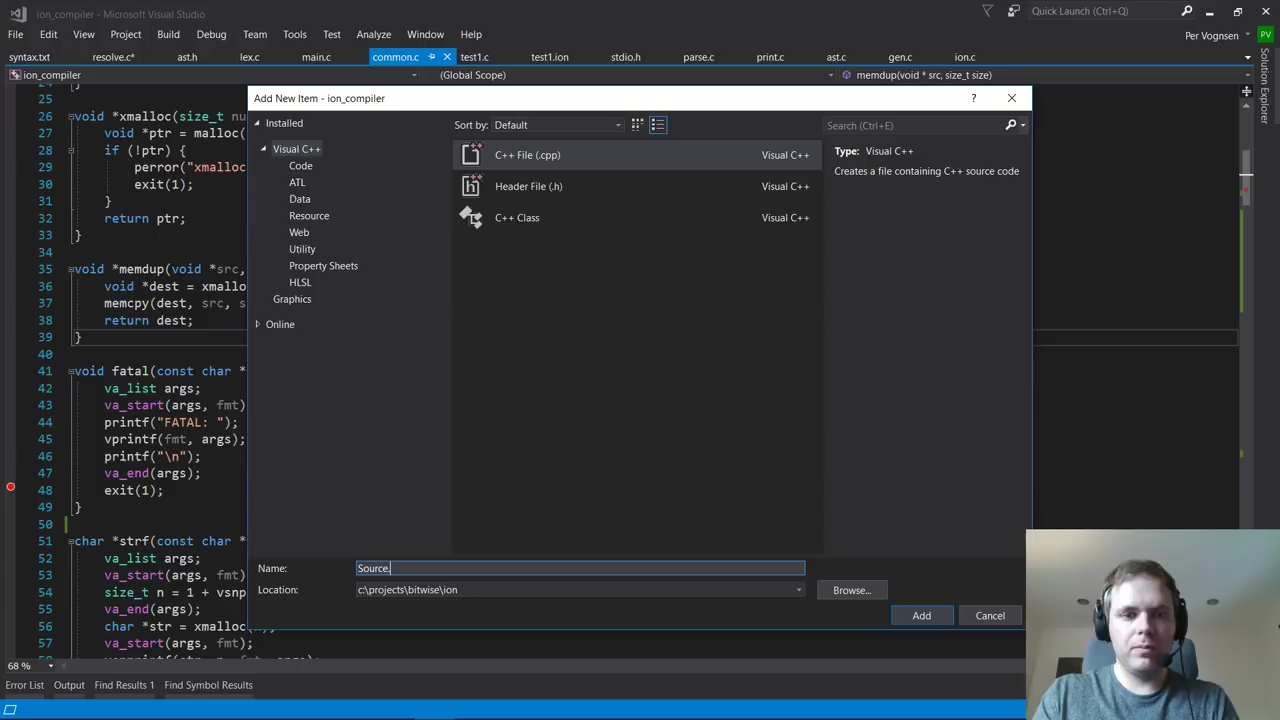 ion_compiler - Microsoft Visual Studio
Quick Launch (Ctrl+Q)
File Edit View Project Build Debug Team Tools Test Analyze Window Help
Per Vognsen
PV
syntax.txt resolve.c* ast.h lex.c main.c common.c test1.c test1.ion stdio.h parse.c print.c ast.c gen.c ion.c
ion_compiler
(Global Scope)
memdup(void * src, size_t size)
Solution Explorer
25
26 void *xmalloc(size_t nu
27 void *ptr = malloc(
28 if (!ptr) {
29 perror("xmalloc
30 exit(1);
31 }
32 return ptr;
33 }
34
35 void *memdup(void *src,
36 void *dest = xmallo
37 memcpy(dest, src, s
38 return dest;
39 }
40
41 void fatal(const char *
42 va_list args;
43 va_start(args, fmt)
44 printf("FATAL: ");
45 vprintf(fmt, args);
46 printf("\n");
47 va_end(args);
48 exit(1);
49 }
50
51 char *strf(const char *
52 va_list args;
53 va_start(args, fmt)
54 size_t n = 1 + vsnp
55 va_end(args);
56 char *str = xmalloc(n);
57 va_start(args, fmt);
68 %
Error List Output Find Results 1 Find Symbol Results
Add New Item - ion_compiler
?
Installed
Visual C++
Code
ATL
Data
Resource
Web
Utility
Property Sheets
HLSL
Graphics
Online
Sort by: Default
Search (Ctrl+E)
C++ File (.cpp) Visual C++
Header File (.h) Visual C++
C++ Class Visual C++
Type: Visual C++
Creates a file containing C++ source code
Name: Source.
Location: c:\projects\bitwise\ion
Browse...
Add
Cancel